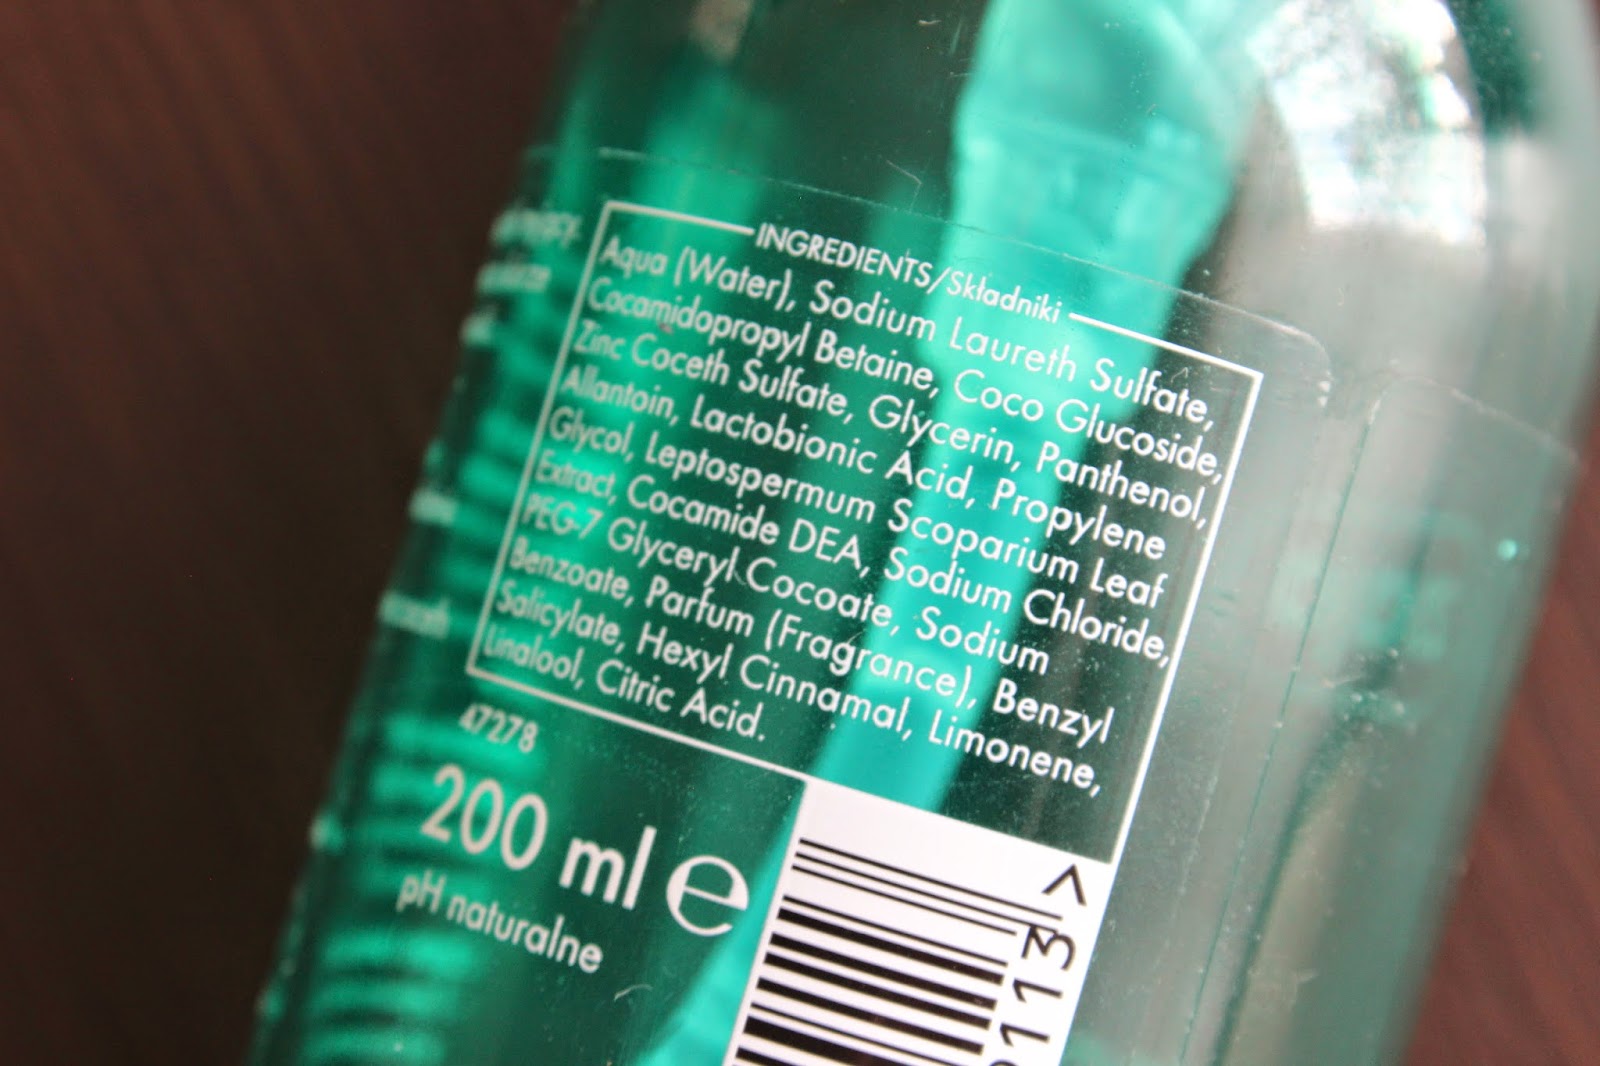 INGREDIENTS/Składniki
Aqua (Water), Sodium Laureth Sulfate,
Cocamidopropyl Betaine, Coco Glucoside,
Zinc Coceth Sulfate, Glycerin, Panthenol,
Allantoin, Lactobionic Acid, Propylene
Glycol, Leptospermum Scoparium Leaf
Extract, Cocamide DEA, Sodium Chloride,
PEG-7 Glyceryl Cocoate, Sodium
Benzoate, Parfum (Fragrance), Benzyl
Salicylate, Hexyl Cinnamal, Limonene,
Linalool, Citric Acid.
47278
200 ml e
pH naturalne
113 >